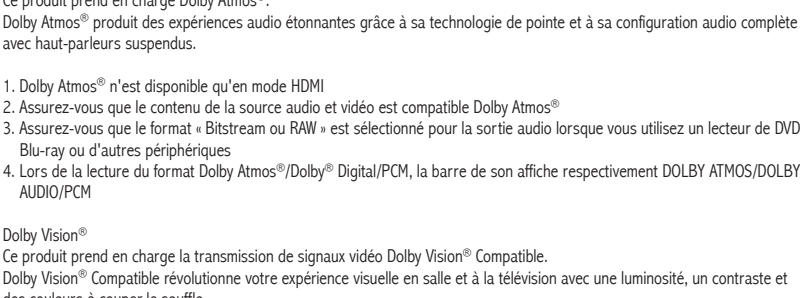 Ce produit prend en charge Dolby Atmos®.
Dolby Atmos® produit des expériences audio étonnantes grâce à sa technologie de pointe et à sa configuration audio complète
avec haut-parleurs suspendus.
1. Dolby Atmos® n'est disponible qu'en mode HDMI
2. Assurez-vous que le contenu de la source audio et vidéo est compatible Dolby Atmos®
3. Assurez-vous que le format « Bitstream ou RAW » est sélectionné pour la sortie audio lorsque vous utilisez un lecteur de DVD
Blu-ray ou d'autres périphériques
4. Lors de la lecture du format Dolby Atmos®/Dolby® Digital/PCM, la barre de son affiche respectivement DOLBY ATMOS/DOLBY
AUDIO/PCM
Dolby Vision®
Ce produit prend en charge la transmission de signaux vidéo Dolby Vision® Compatible.
Dolby Vision® Compatible révolutionne votre expérience visuelle en salle et à la télévision avec une luminosité, un contraste et
des couleurs à couper le souffle